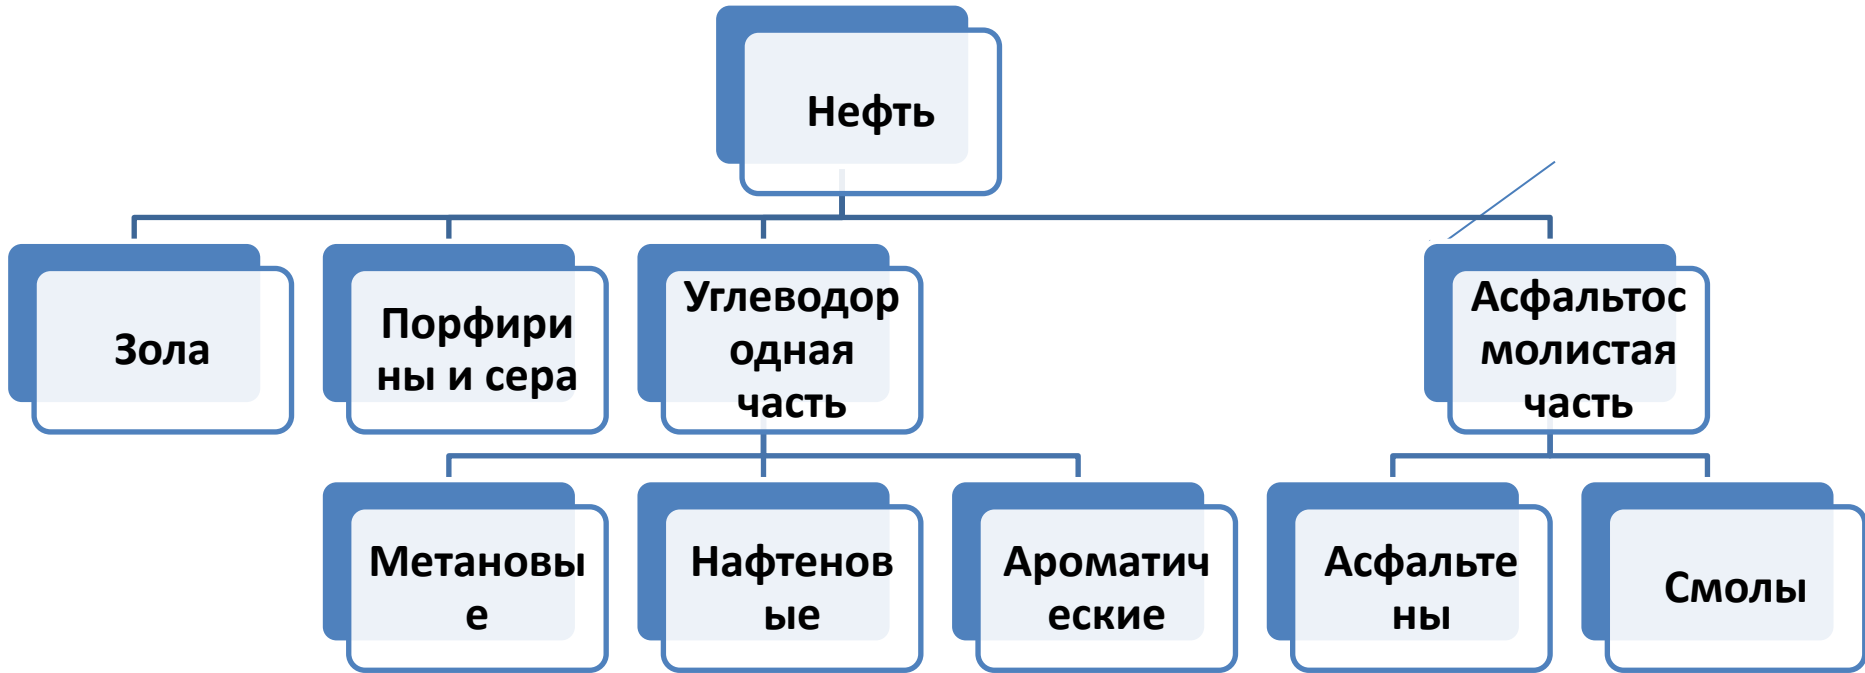 Нефть
Зола
Порфири
ны и сера
Углеводор
одная
часть
Асфальтос
молистая
часть
Метановы
е
Нафтенов
ые
Ароматич
еские
Асфальте
ны
Смолы